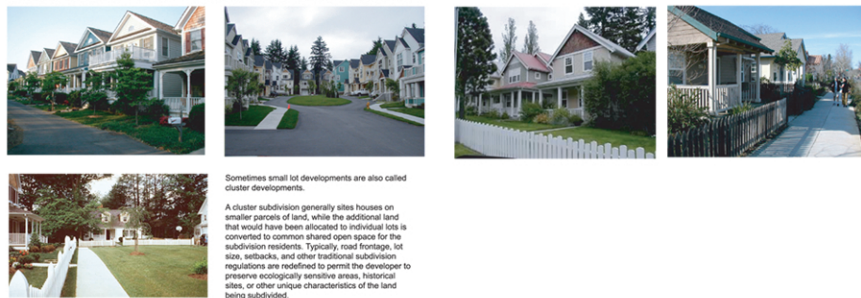 Sometimes small lot developments are also called
cluster developments.
A cluster subdivision generally sites houses on
smaller parcels of land, while the additional land
that would have been allocated to individual lots is
converted to common shared open space for the
subdivision residents. Typically, road frontage, lot
size, setbacks, and other traditional subdivision
regulations are redefined to permit the developer to
preserve ecologically sensitive areas, historical
sites, or other unique characteristics of the land
being subdivided.